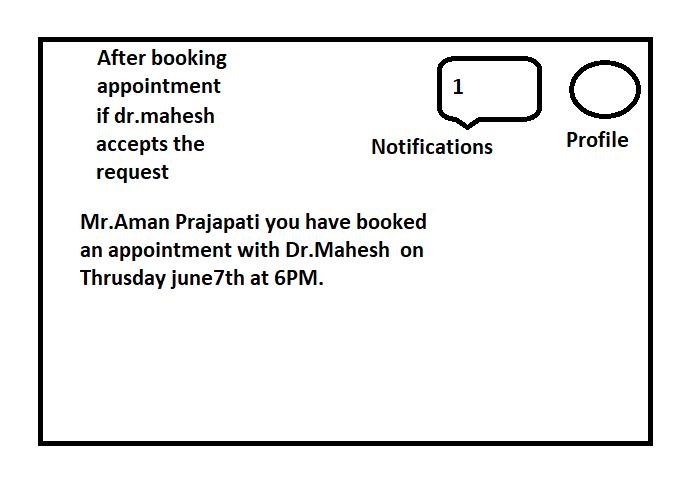 After booking
appointment
if dr.mahesh
accepts the
request
1
Notifications
Profile
Mr.Aman Prajapati you have booked
an appointment with Dr.Mahesh  on
Thrusday june7th at 6PM.